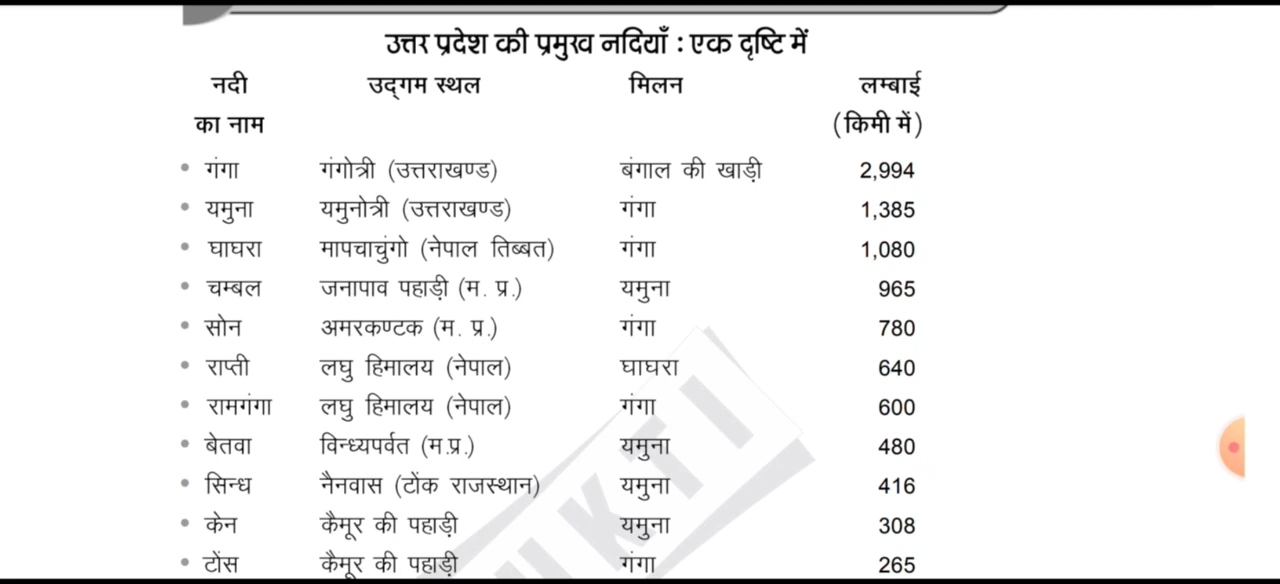 उत्तर प्रदेश की प्रमुख नदियाँ : एक दृष्टि में
नदी उद्गम स्थल मिलन लम्बाई
का नाम (किमी में)
• गंगा गंगोत्री (उत्तराखण्ड) बंगाल की खाड़ी 2,994
• यमुना यमुनोत्री (उत्तराखण्ड) गंगा 1,385
• घाघरा मापचाचुंगो (नेपाल तिब्बत) गंगा 1,080
• चम्बल जनापाव पहाड़ी (म. प्र.) यमुना 965
• सोन अमरकण्टक (म. प्र.) गंगा 780
• राप्ती लघु हिमालय (नेपाल) घाघरा 640
• रामगंगा लघु हिमालय (नेपाल) गंगा 600
• बेतवा विन्ध्यपर्वत (म.प्र.) यमुना 480
• सिन्ध नैनवास (टोंक राजस्थान) यमुना 416
• केन कैमूर की पहाड़ी यमुना 308
• टोंस कैमूर की पहाड़ी गंगा 265